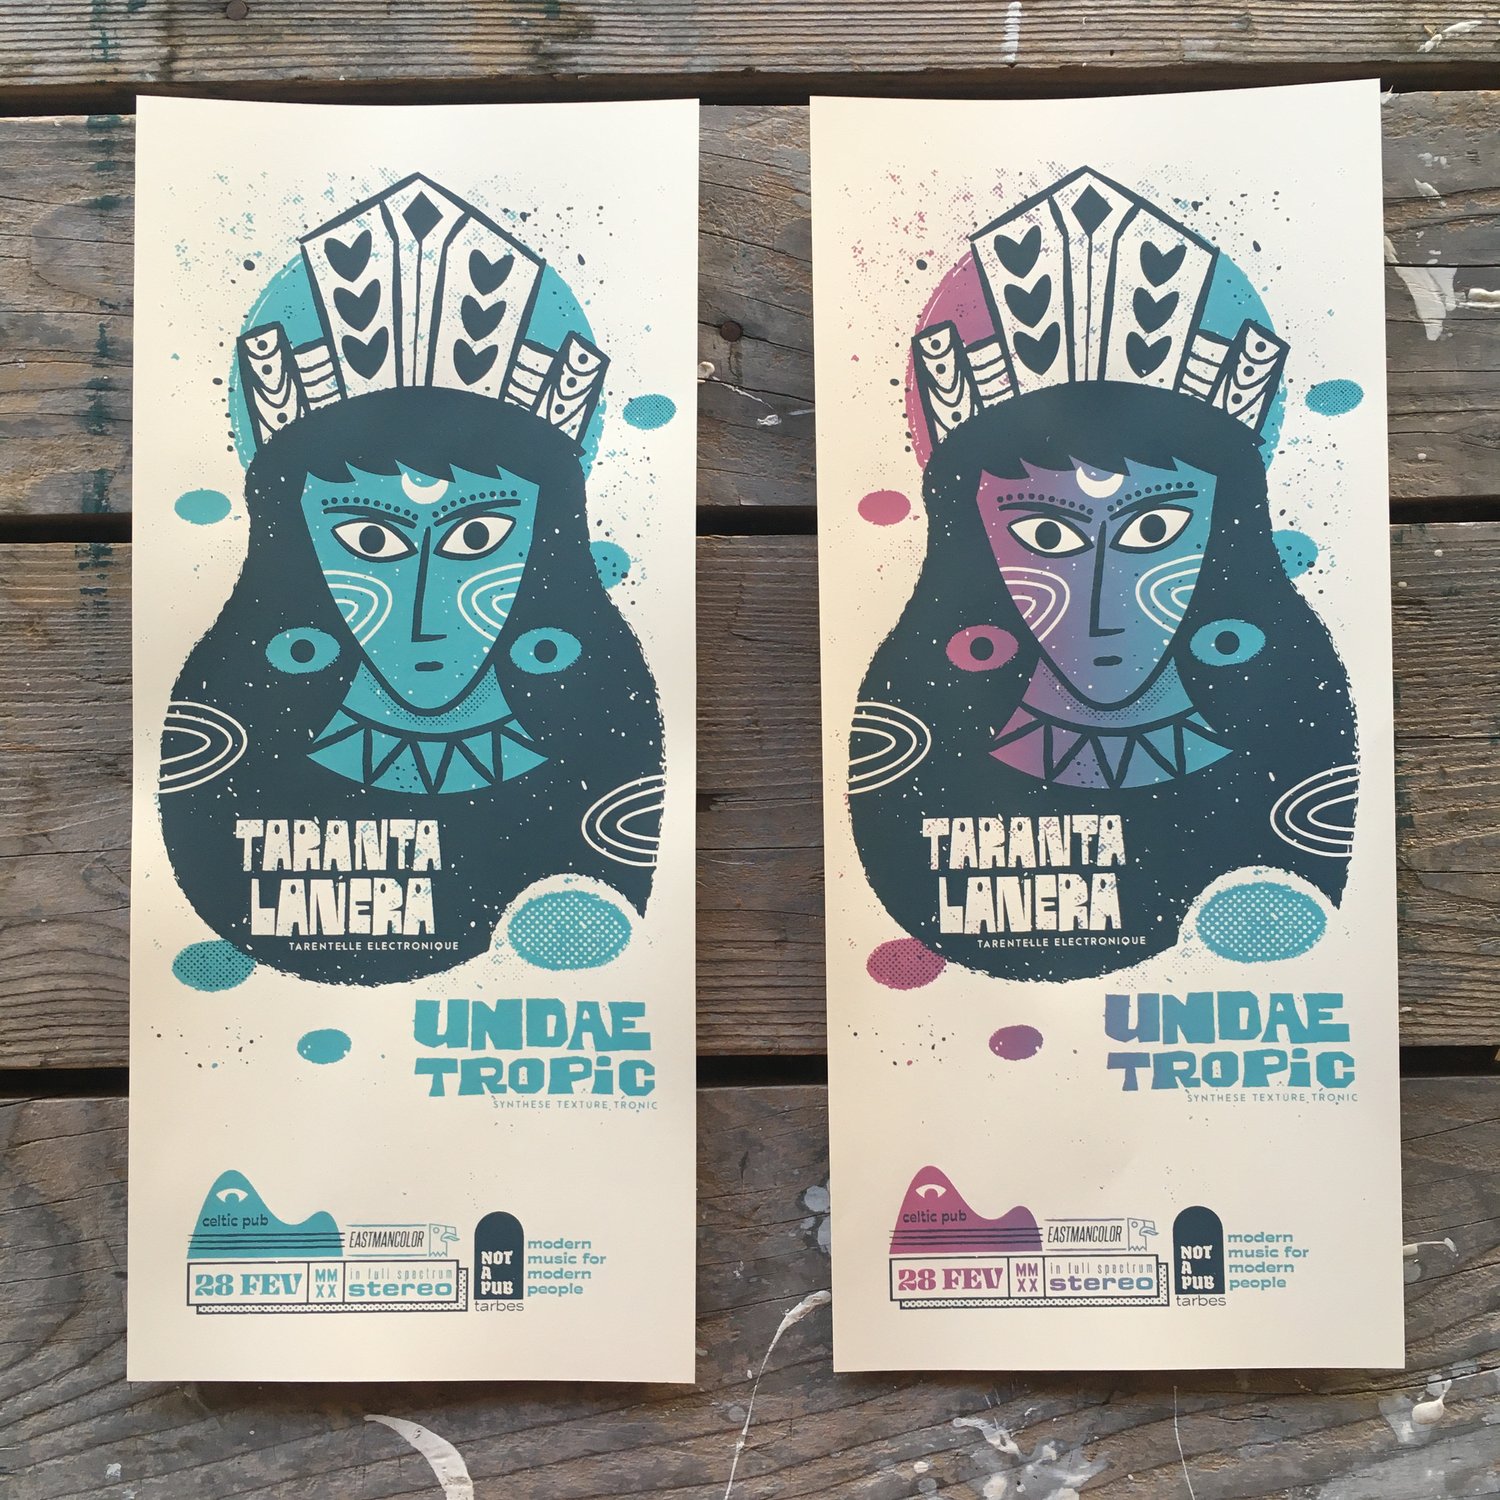 TARANTA
LANERA
TARENTELLE ELECTRONIQUE
UNDAE
TROPiC
SYNTHESE TEXTURE TRONIC
celtic pub
EASTMANCOLOR
28 FEV
MM
XX
in full spectrum
stereo
NOT
A
PUB
tarbes
modern
music for
modern
people
TARANTA
LANERA
TARENTELLE ELECTRONIQUE
UNDAE
TROPiC
SYNTHESE TEXTURE TRONIC
celtic pub
EASTMANCOLOR
28 FEV
MM
XX
in full spectrum
stereo
NOT
A
PUB
tarbes
modern
music for
modern
people